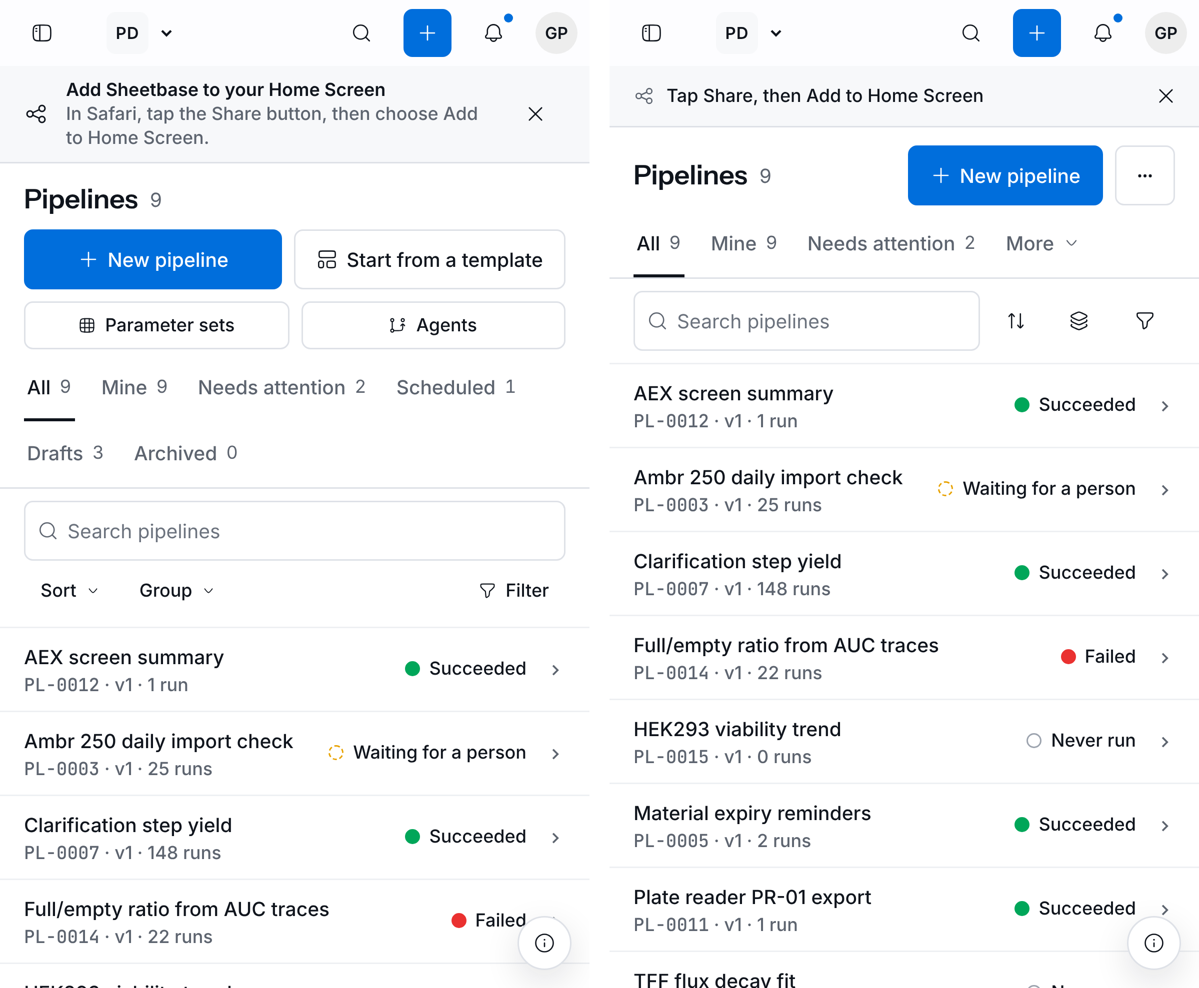 PD
GP
Add Sheetbase to your Home Screen
In Safari, tap the Share button, then choose Add
to Home Screen.
Pipelines 9
New pipeline
Start from a template
Parameter sets
Agents
All 9 Mine 9 Needs attention 2 Scheduled 1
Drafts 3 Archived 0
Search pipelines
Sort Group Filter
AEX screen summary
PL-0012 · v1 · 1 run
Succeeded
Ambr 250 daily import check
PL-0003 · v1 · 25 runs
Waiting for a person
Clarification step yield
PL-0007 · v1 · 148 runs
Succeeded
Full/empty ratio from AUC traces
PL-0014 · v1 · 22 runs
Failed
PD
GP
Tap Share, then Add to Home Screen
Pipelines 9
New pipeline
All 9 Mine 9 Needs attention 2 More
Search pipelines
AEX screen summary
PL-0012 · v1 · 1 run
Succeeded
Ambr 250 daily import check
PL-0003 · v1 · 25 runs
Waiting for a person
Clarification step yield
PL-0007 · v1 · 148 runs
Succeeded
Full/empty ratio from AUC traces
PL-0014 · v1 · 22 runs
Failed
HEK293 viability trend
PL-0015 · v1 · 0 runs
Never run
Material expiry reminders
PL-0005 · v1 · 2 runs
Succeeded
Plate reader PR-01 export
PL-0011 · v1 · 1 run
Succeeded
TFF flux decay fit